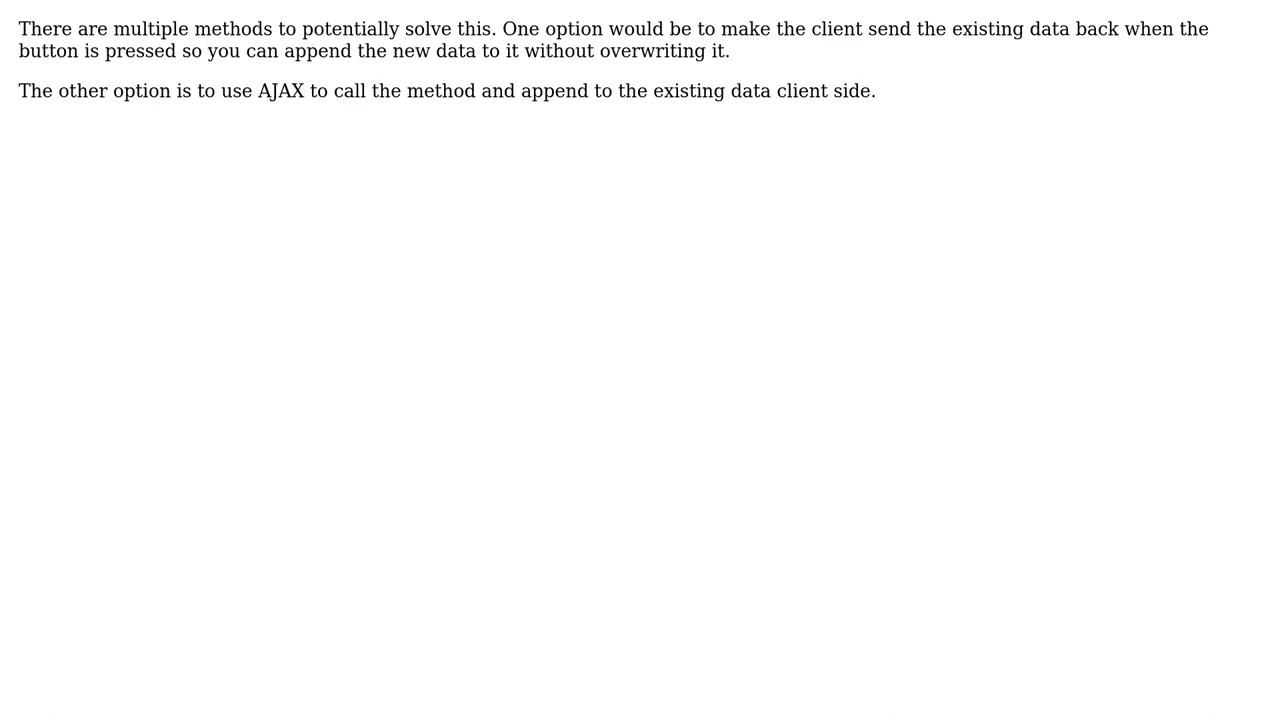 There are multiple methods to potentially solve this. One option would be to make the client send the existing data back when the
button is pressed so you can append the new data to it without overwriting it.
The other option is to use AJAX to call the method and append to the existing data client side.